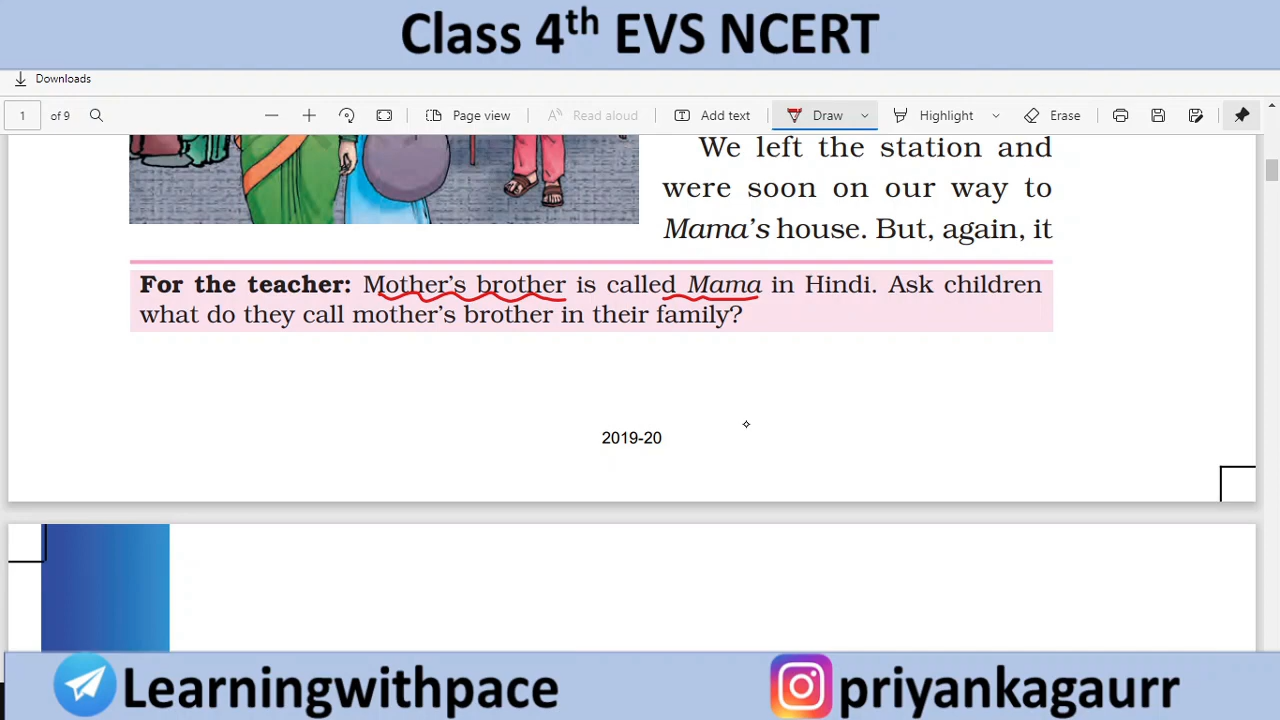 Class 4th EVS NCERT
Downloads
1 of 9 Page view Read aloud Add text Draw Highlight Erase
We left the station and
were soon on our way to
Mama's house. But, again, it
For the teacher: Mother's brother is called Mama in Hindi. Ask children
what do they call mother's brother in their family?
2019-20
Learningwithpace priyankagaurr